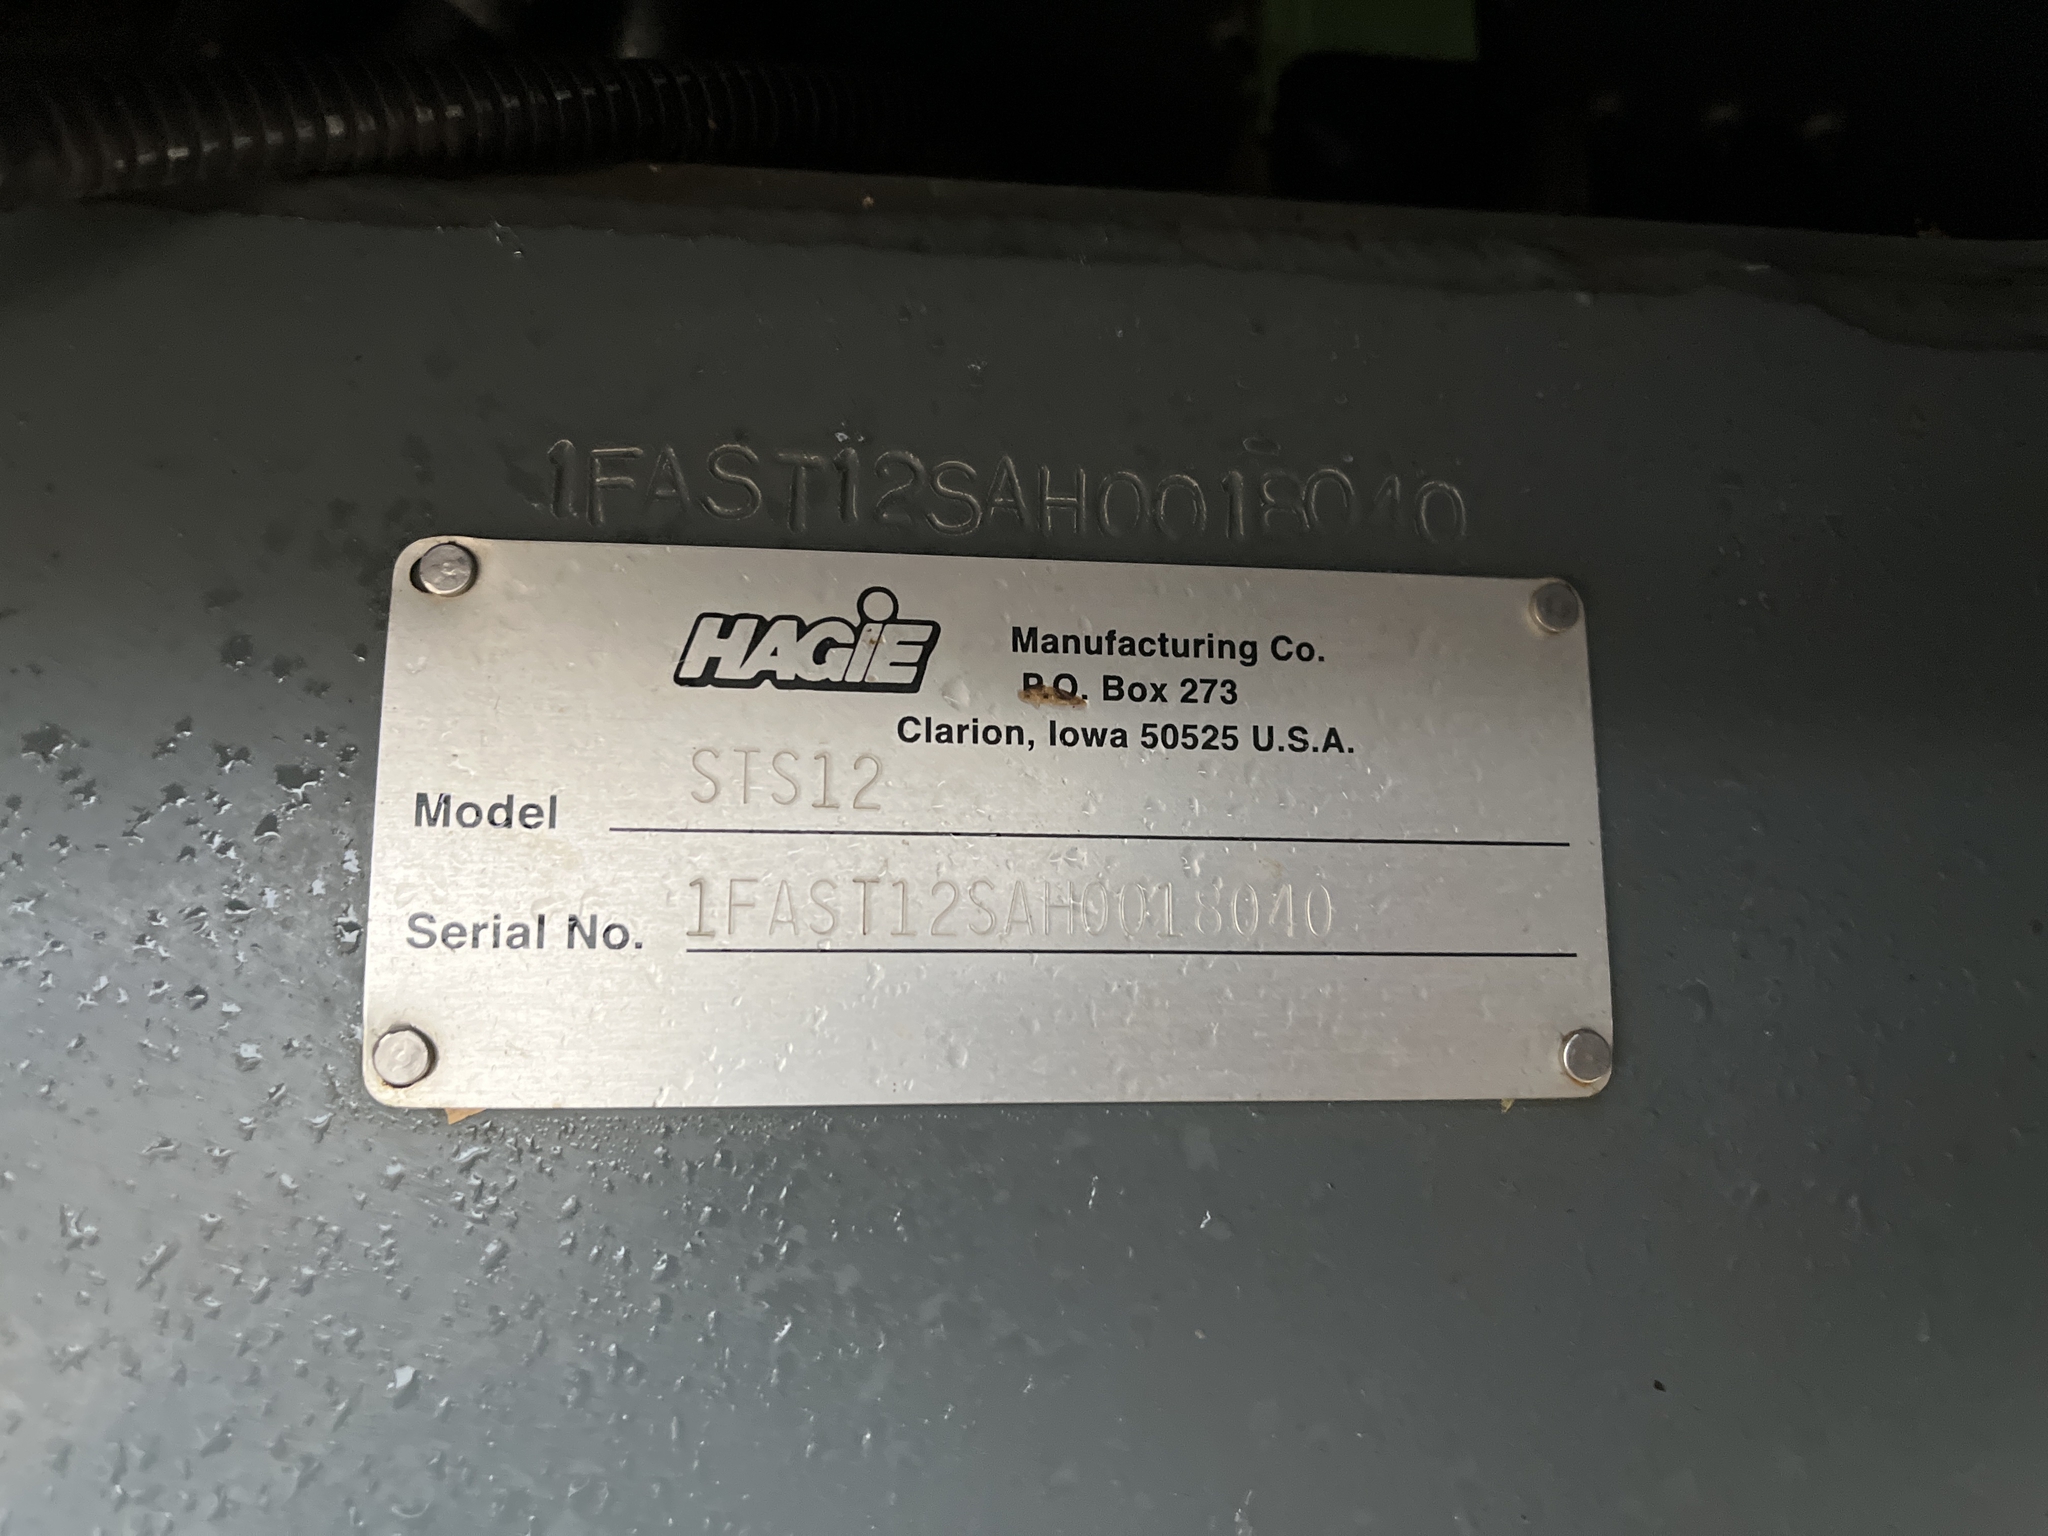 1FAST12SAH0018040
HAGiE
Manufacturing Co.
P.O. Box 273
Clarion, Iowa 50525 U.S.A.
Model STS12
Serial No. 1FAST12SAH0018040